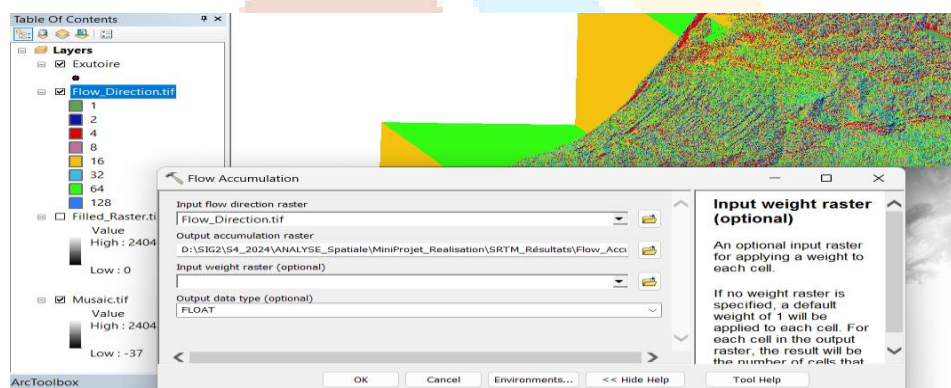 Table Of Contents
Layers
Exutoire
Flow_Direction.tif
1
2
4
8
16
32
64
128
Filled_Raster.ti
Value
High : 2404
Low : 0
Musaic.tif
Value
High : 2404
Low : -37
ArcToolbox
Flow Accumulation
Input flow direction raster
Flow_Direction.tif
Output accumulation raster
D:\SIG2\S4_2024\ANALYSE_Spatiale\MiniProjet_Realisation\SRTM_Résultats\Flow_Accu
Input weight raster (optional)
Output data type (optional)
FLOAT
OK
Cancel
Environments...
<< Hide Help
Tool Help
Input weight raster
(optional)
An optional input raster
for applying a weight to
each cell.
If no weight raster is
specified, a default
weight of 1 will be
applied to each cell. For
each cell in the output
raster, the result will be
the number of cells that